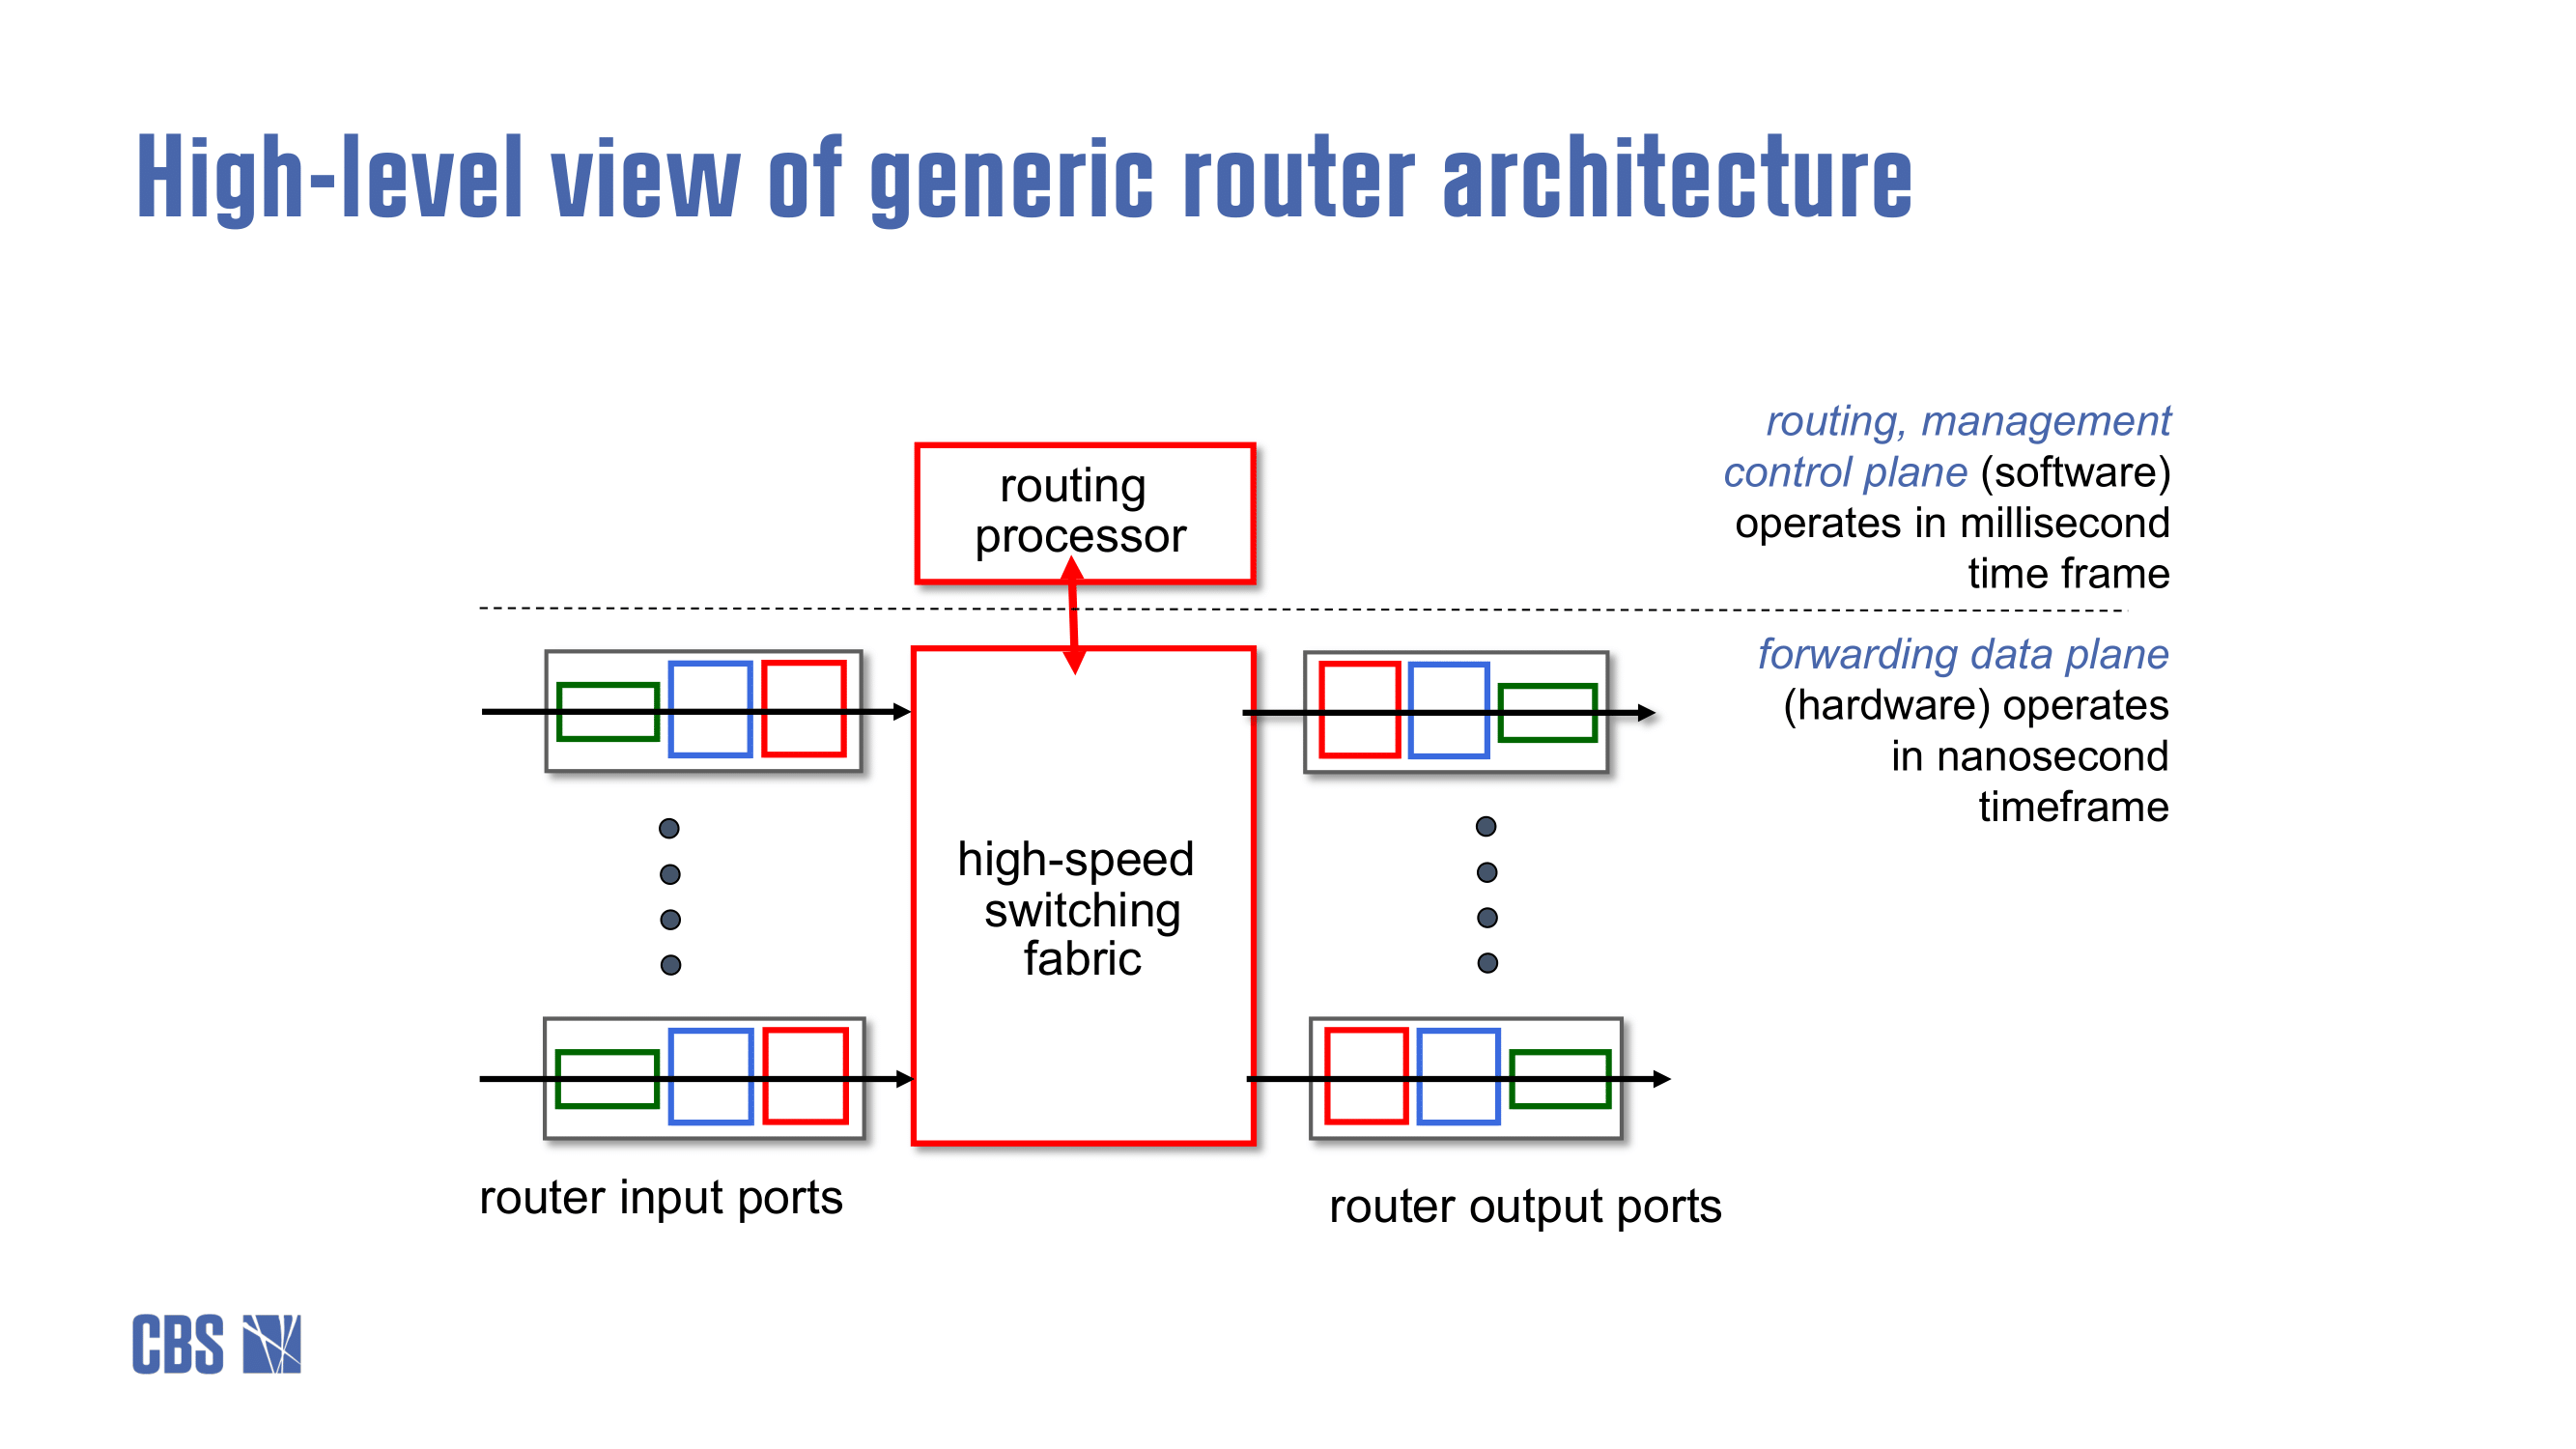 High-level view of generic router architecture
routing, management
control plane (software)
operates in millisecond
time frame
routing
processor
forwarding data plane
(hardware) operates
in nanosecond
timeframe
high-speed
switching
fabric
router input ports
router output ports
CBS